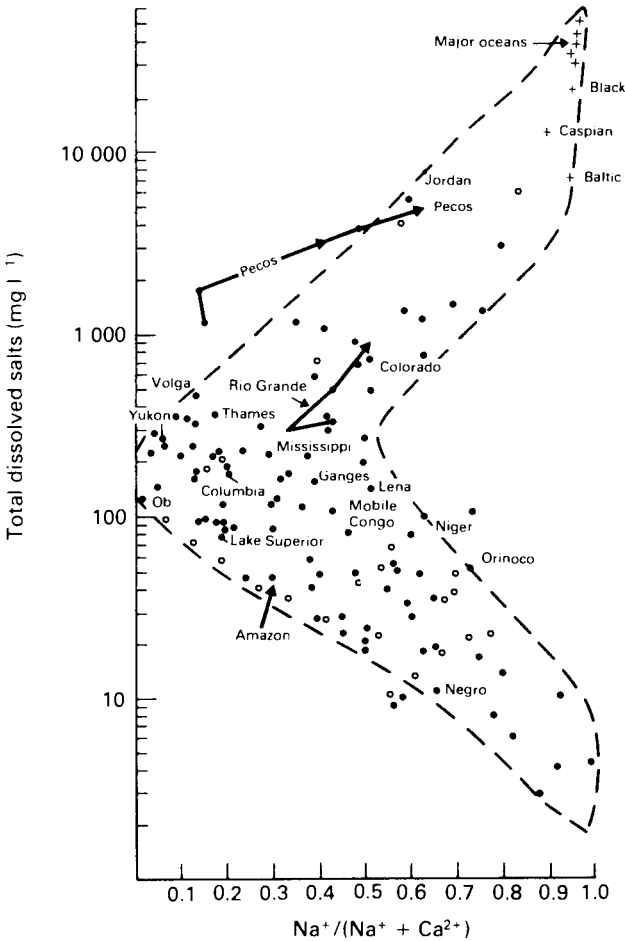 Major oceans
Black
10 000
Caspian
Jordan
Baltic
Pecos
Pecos
Total dissolved salts (mg l⁻¹)
1 000
Colorado
Volga
Rio Grande
Yukon
Thames
Mississippi
Ganges
Columbia
Lena
Ob
Mobile
100
Congo
Niger
Lake Superior
Orinoco
Amazon
10
Negro
0.1 0.2 0.3 0.4 0.5 0.6 0.7 0.8 0.9 1.0
Na⁺/(Na⁺ + Ca²⁺)